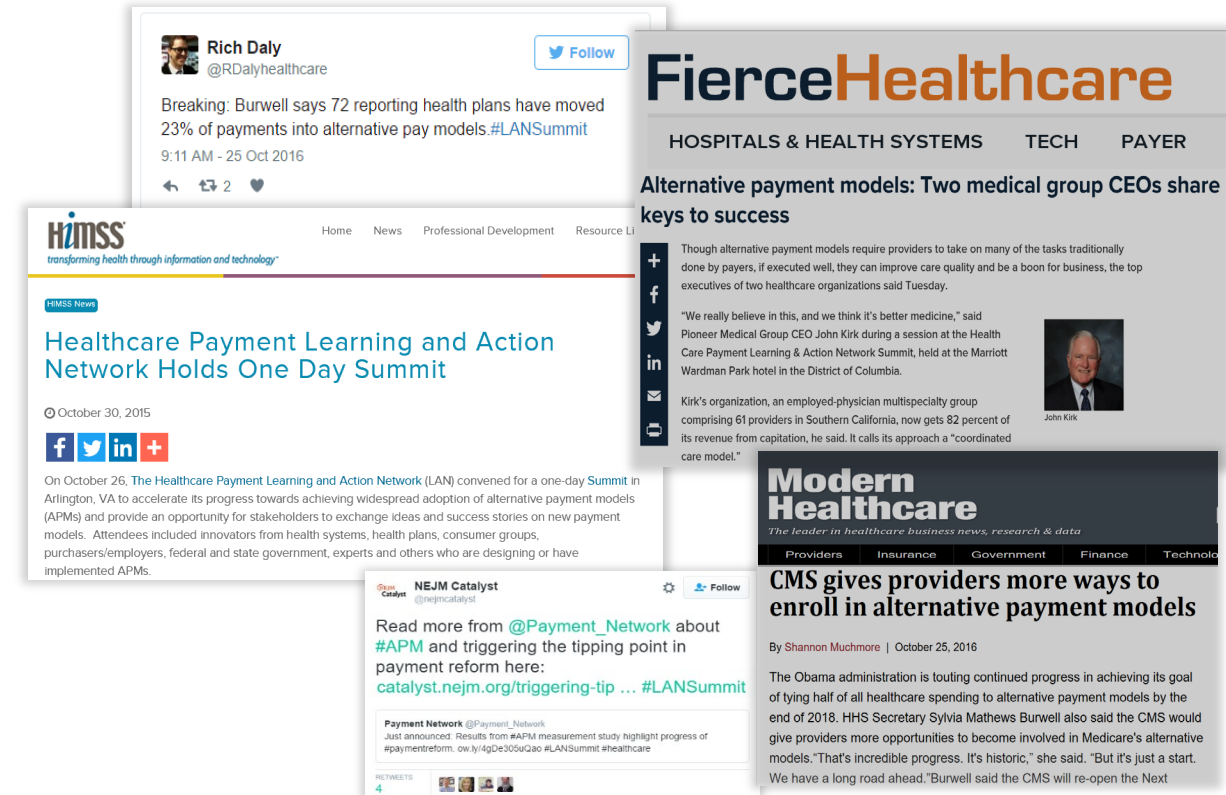 Rich Daly
@RDalyhealthcare
Follow
Breaking: Burwell says 72 reporting health plans have moved
23% of payments into alternative pay models.#LANSummit
9:11 AM - 25 Oct 2016
2
HiMSS
transforming health through information and technology™
Home News Professional Development Resource Li
HIMSS News
Healthcare Payment Learning and Action
Network Holds One Day Summit
October 30, 2015
On October 26, The Healthcare Payment Learning and Action Network (LAN) convened for a one-day Summit in
Arlington, VA to accelerate its progress towards achieving widespread adoption of alternative payment models
(APMs) and provide an opportunity for stakeholders to exchange ideas and success stories on new payment
models. Attendees included innovators from health systems, health plans, consumer groups,
purchasers/employers, federal and state government, experts and others who are designing or have
implemented APMs.
FierceHealthcare
HOSPITALS & HEALTH SYSTEMS TECH PAYER
Alternative payment models: Two medical group CEOs share
keys to success
Though alternative payment models require providers to take on many of the tasks traditionally
done by payers, if executed well, they can improve care quality and be a boon for business, the top
executives of two healthcare organizations said Tuesday.
“We really believe in this, and we think it’s better medicine,” said
Pioneer Medical Group CEO John Kirk during a session at the Health
Care Payment Learning & Action Network Summit, held at the Marriott
Wardman Park hotel in the District of Columbia.
Kirk’s organization, an employed-physician multispecialty group
comprising 61 providers in Southern California, now gets 82 percent of
its revenue from capitation, he said. It calls its approach a “coordinated
care model.”
John Kirk
NEJM Catalyst
NEJM Catalyst
@nejmcatalyst
Follow
Read more from @Payment_Network about
#APM and triggering the tipping point in
payment reform here:
catalyst.nejm.org/triggering-tip … #LANSummit
Payment Network @Payment_Network
Just announced: Results from #APM measurement study highlight progress of
#paymentreform. ow.ly/4gDe305uQao #LANSummit #healthcare
RETWEETS
4
Modern
Healthcare
The leader in healthcare business news, research & data
Providers Insurance Government Finance Technolo
CMS gives providers more ways to
enroll in alternative payment models
By Shannon Muchmore | October 25, 2016
The Obama administration is touting continued progress in achieving its goal
of tying half of all healthcare spending to alternative payment models by the
end of 2018. HHS Secretary Sylvia Mathews Burwell also said the CMS would
give providers more opportunities to become involved in Medicare's alternative
models."That's incredible progress. It's historic," she said. "But it's just a start.
We have a long road ahead."Burwell said the CMS will re-open the Next